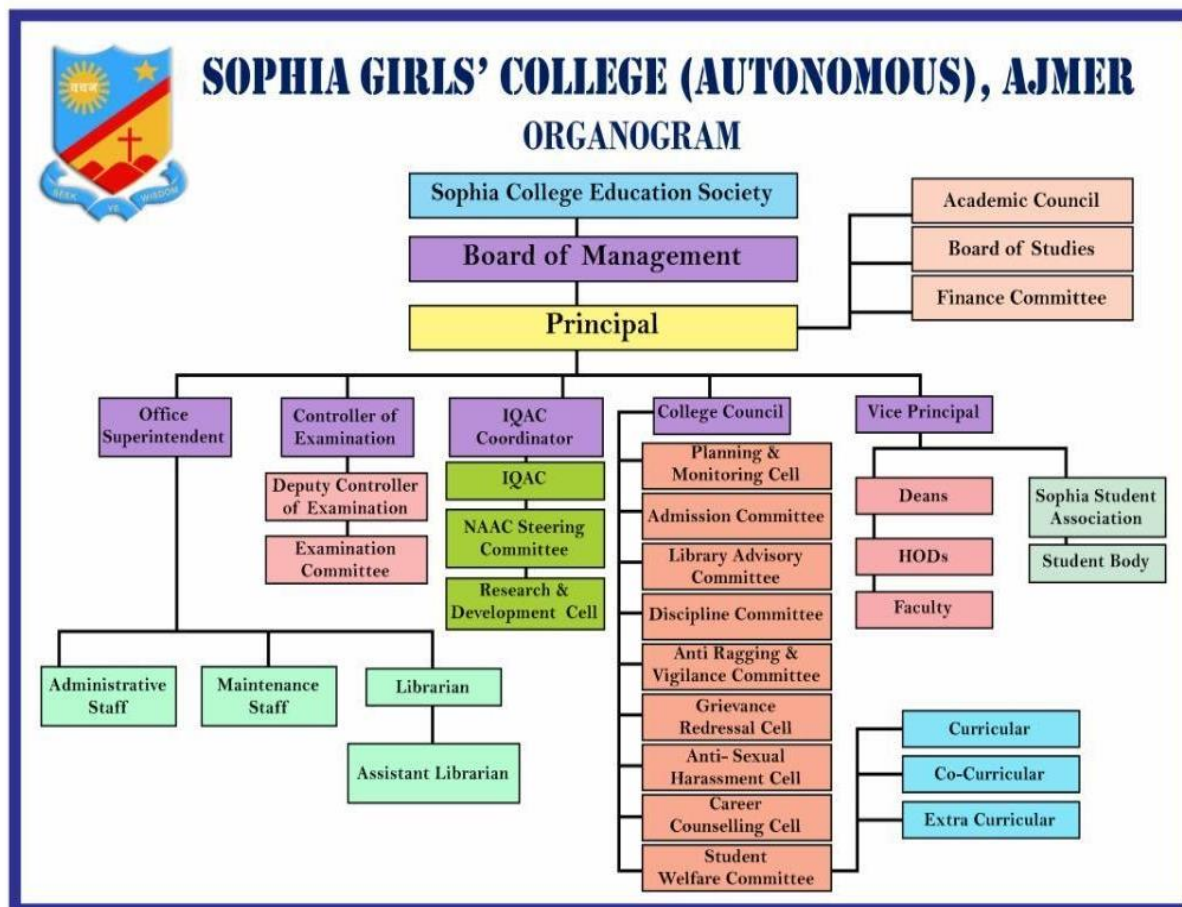 SOPHIA GIRLS' COLLEGE (AUTONOMOUS), AJMER
ORGANOGRAM
SEEK YE WISDOM
Sophia College Education Society
Board of Management
Principal
Academic Council
Board of Studies
Finance Committee
Office
Superintendent
Controller of
Examination
Deputy Controller
of Examination
Examination
Committee
IQAC
Coordinator
IQAC
NAAC Steering
Committee
Research &
Development Cell
College Council
Planning &
Monitoring Cell
Admission Committee
Library Advisory
Committee
Discipline Committee
Anti Ragging &
Vigilance Committee
Grievance
Redressal Cell
Anti- Sexual
Harassment Cell
Career
Counselling Cell
Student
Welfare Committee
Vice Principal
Deans
HODs
Faculty
Sophia Student
Association
Student Body
Administrative
Staff
Maintenance
Staff
Librarian
Assistant Librarian
Curricular
Co-Curricular
Extra Curricular